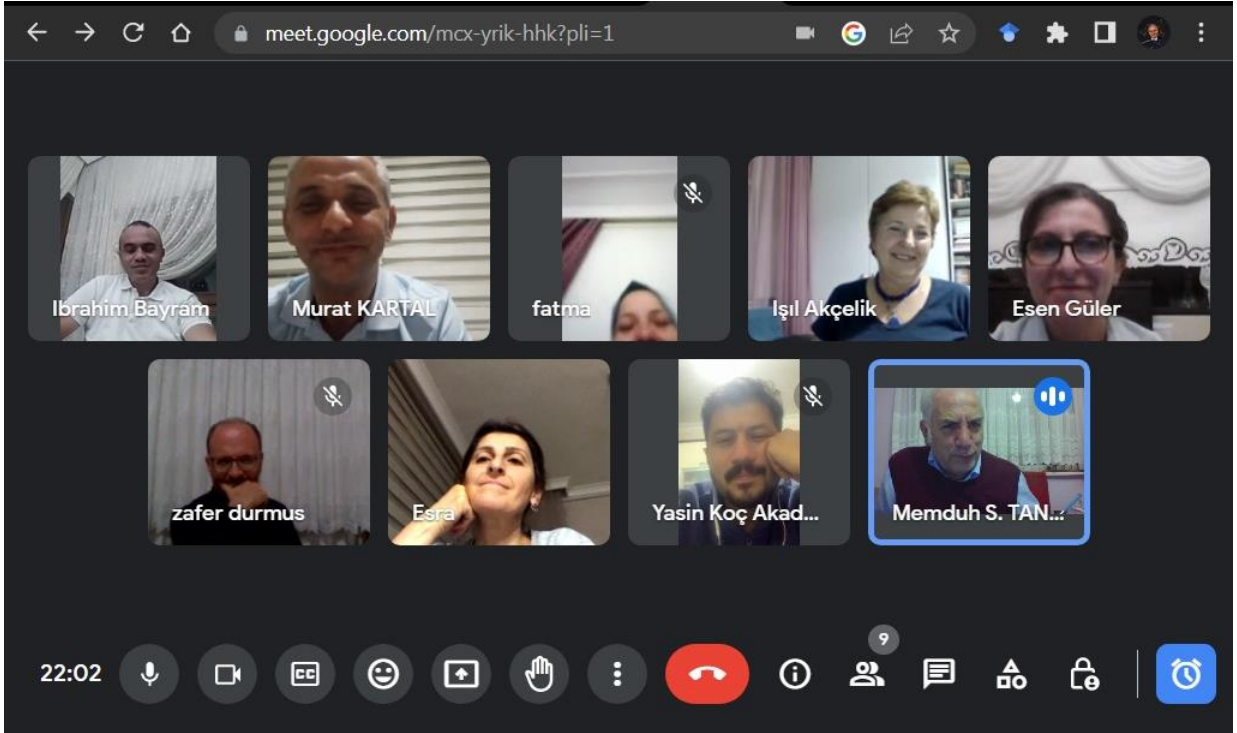 meet.google.com/mcx-yrik-hhk?pli=1
Ibrahim Bayram
Murat KARTAL
fatma
Işıl Akçelik
Esen Güler
zafer durmus
Esra
Yasin Koç Akad...
Memduh S. TAN...
9
22:02
CC